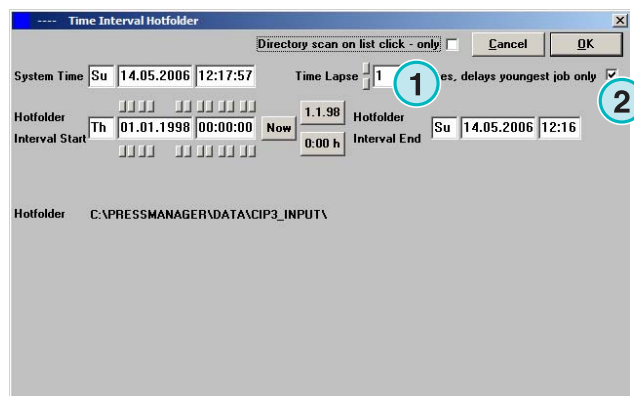 ---- Time Interval Hotfolder
Directory scan on list click - only Cancel OK
System Time Su 14.05.2006 12:17:57 Time Lapse 1 es, delays youngest job only
1
2
Hotfolder Interval Start Th 01.01.1998 00:00:00 Now 1.1.98 0:00 h Hotfolder Interval End Su 14.05.2006 12:16
Hotfolder C:\PRESSMANAGER\DATA\CIP3_INPUT\